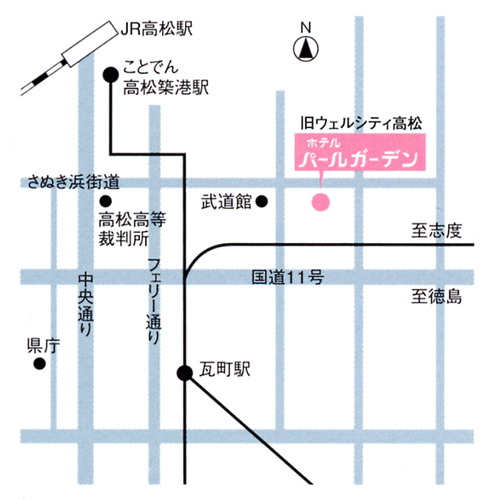 JR高松駅
N
ことでん
高松築港駅
旧ウェルシティ高松
ホテル
パールガーデン
さぬき浜街道
武道館
高松高等
裁判所
至志度
国道11号
至徳島
中央通り
フェリー通り
県庁
瓦町駅